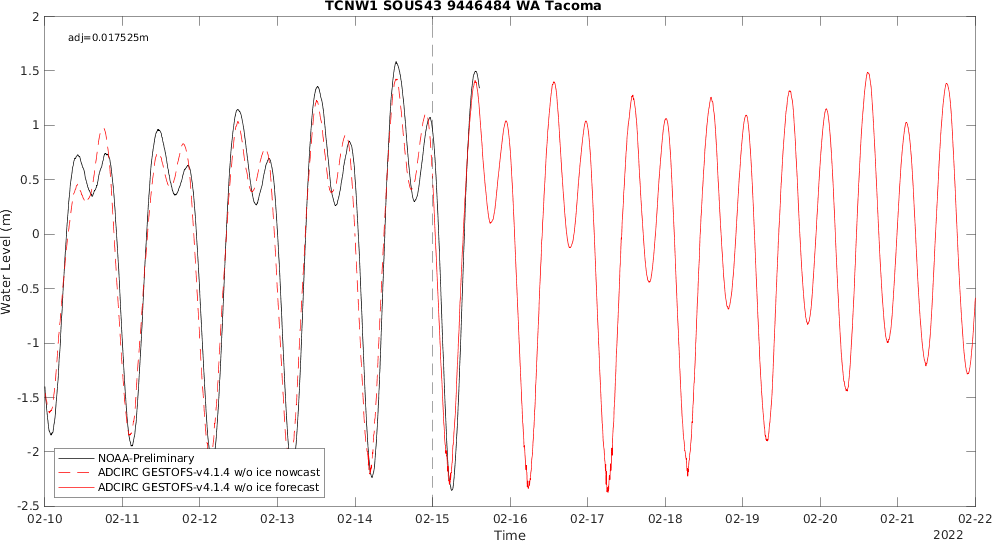 TCNW1 SOUS43 9446484 WA Tacoma
adj=0.017525m
Water Level (m)
2
1.5
1
0.5
0
-0.5
-1
-1.5
-2
-2.5
NOAA-Preliminary
ADCIRC GESTOFS-v4.1.4 w/o ice nowcast
ADCIRC GESTOFS-v4.1.4 w/o ice forecast
02-10 02-11 02-12 02-13 02-14 02-15 02-16 02-17 02-18 02-19 02-20 02-21 02-22
Time
2022